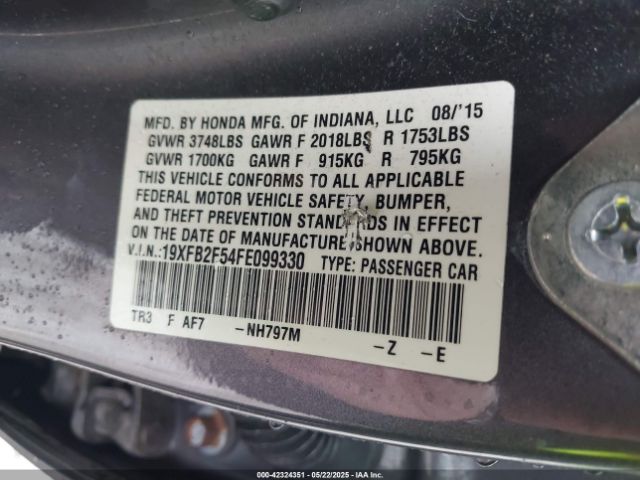 MFD. BY HONDA MFG. OF INDIANA, LLC 08/'15
GVWR 3748LBS GAWR F 2018LBS R 1753LBS
GVWR 1700KG GAWR F 915KG R 795KG
THIS VEHICLE CONFORMS TO ALL APPLICABLE
FEDERAL MOTOR VEHICLE SAFETY, BUMPER,
AND THEFT PREVENTION STANDARDS IN EFFECT
ON THE DATE OF MANUFACTURE SHOWN ABOVE.
V.I.N.:19XFB2F54FE099330 TYPE: PASSENGER CAR
TR3 F AF7 -NH797M -Z -E
000-42324351 - 05/22/2025 - IAAI